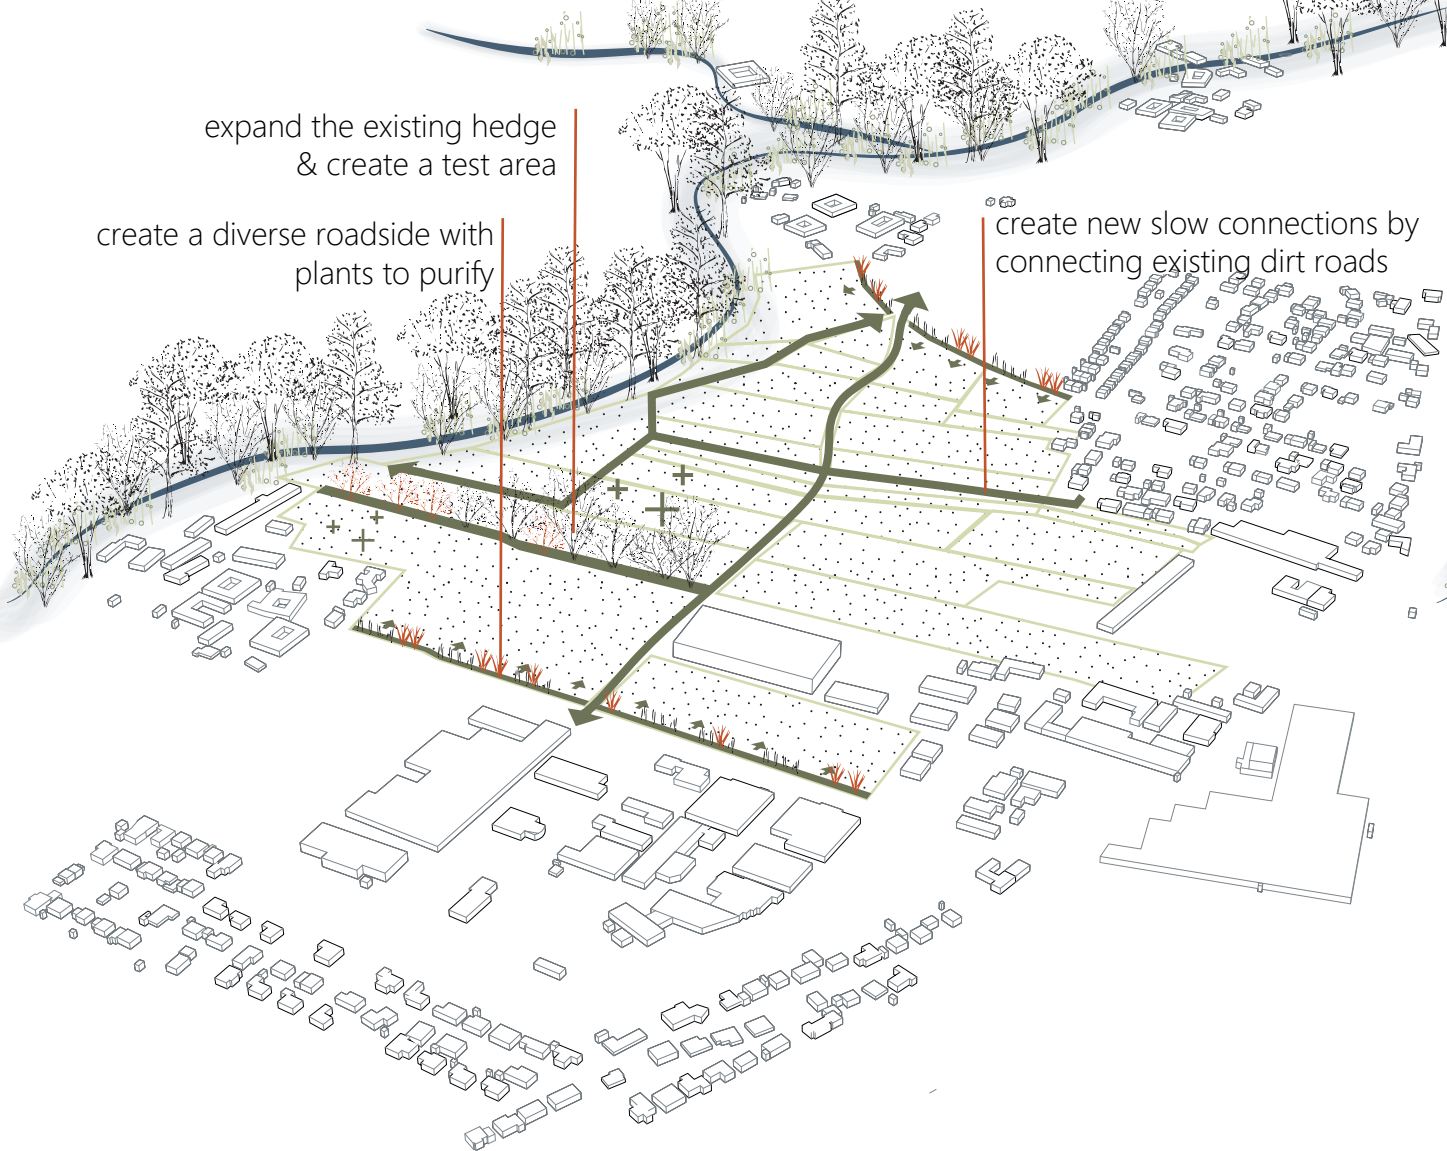 expand the existing hedge
& create a test area
create a diverse roadside with
plants to purify
create new slow connections by
connecting existing dirt roads